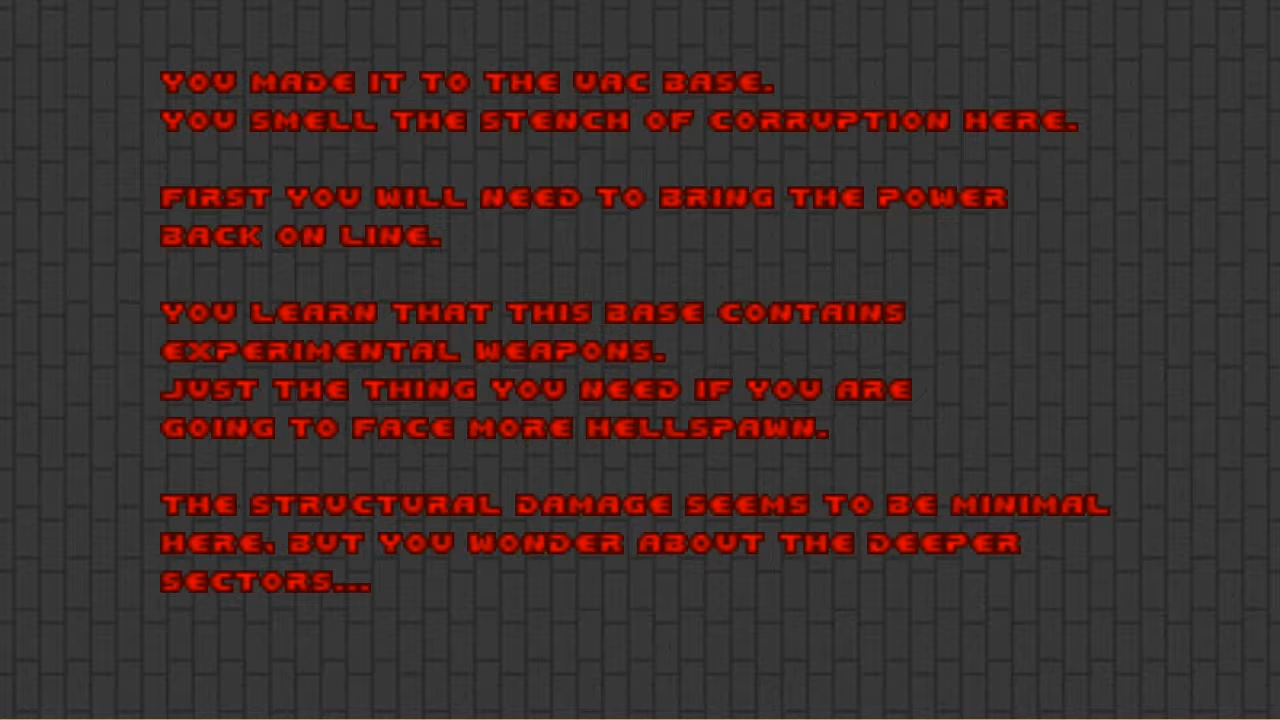 YOU MADE IT TO THE UAC BASE.
YOU SMELL THE STENCH OF CORRUPTION HERE.
FIRST YOU WILL NEED TO BRING THE POWER
BACK ON LINE.
YOU LEARN THAT THIS BASE CONTAINS
EXPERIMENTAL WEAPONS.
JUST THE THING YOU NEED IF YOU ARE
GOING TO FACE MORE HELLSPAWN.
THE STRUCTURAL DAMAGE SEEMS TO BE MINIMAL
HERE, BUT YOU WONDER ABOUT THE DEEPER
SECTORS...